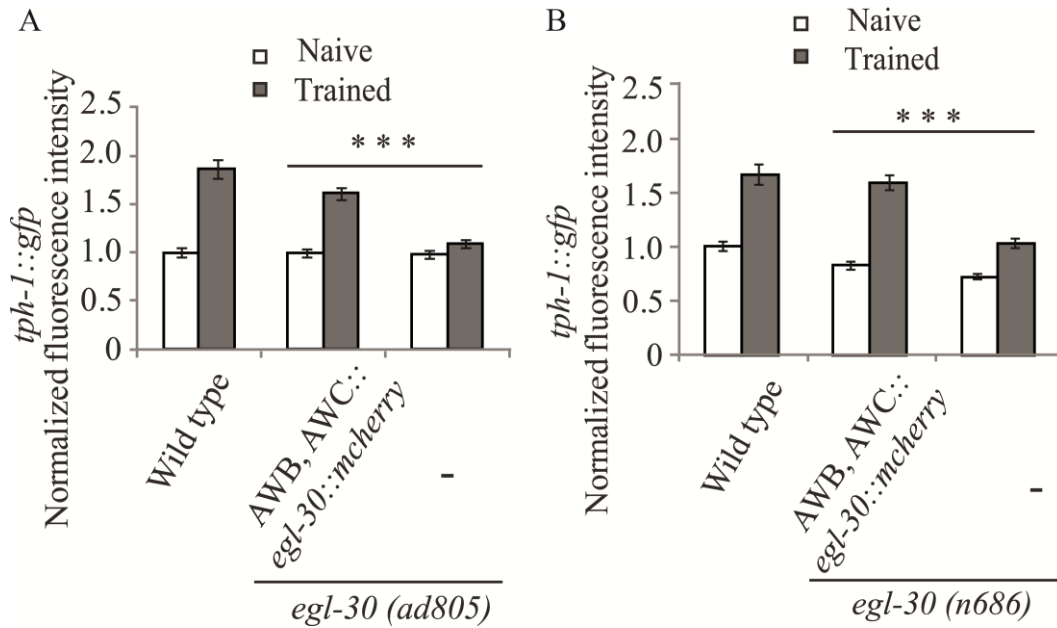 A
Naive
Trained
tph-1::gfp
Normalized fluorescence intensity
2.5
2.0
1.5
1.0
0.5
0
* * *
Wild type
AWB, AWC::
egl-30::mcherry
-
egl-30 (ad805)
B
Naive
Trained
tph-1::gfp
Normalized fluorescence intensity
2.5
2.0
1.5
1.0
0.5
0
* * *
Wild type
AWB, AWC::
egl-30::mcherry
-
egl-30 (n686)